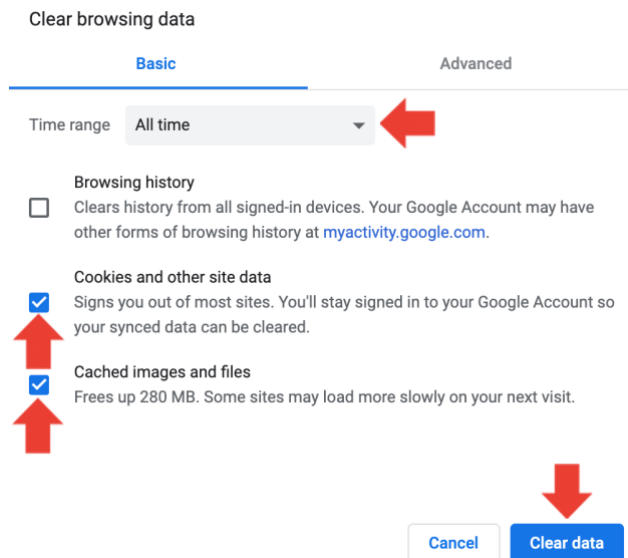 Clear browsing data
Basic Advanced
Time range All time
Browsing history
Clears history from all signed-in devices. Your Google Account may have
other forms of browsing history at myactivity.google.com.
Cookies and other site data
Signs you out of most sites. You'll stay signed in to your Google Account so
your synced data can be cleared.
Cached images and files
Frees up 280 MB. Some sites may load more slowly on your next visit.
Cancel Clear data